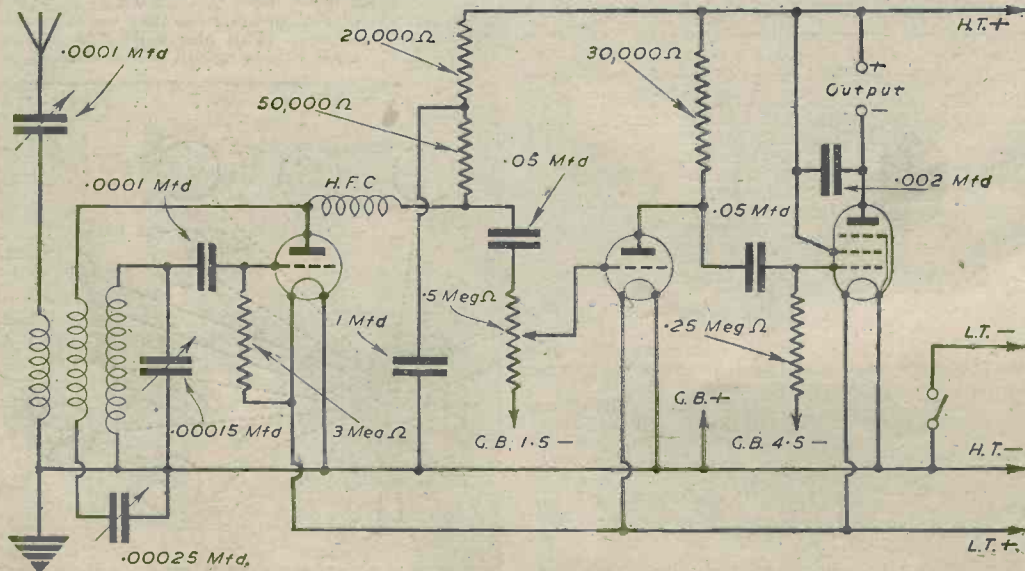 .0001 Mfd
20,000Ω
50,000Ω
30,000Ω
H.T.+
+
Output
-
.05 Mfd
.0001 Mfd
H.F.C
.002 Mfd
.05 Mfd
.5 MegΩ
1 Mfd
.25 MegΩ
L.T. -
.00015 Mfd
3 MegΩ
G.B. 1.5 -
G.B.+
G.B. 4.5 -
H.T.-
.00025 Mfd.
L.T.+